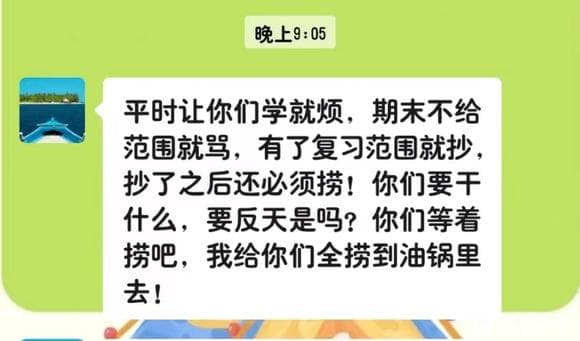 晚上9:05
平时让你们学就烦，期末不给
范围就骂，有了复习范围就抄，
抄了之后还必须捞！你们要干
什么，要反天是吗？你们等着
捞吧，我给你们全捞到油锅里
去！